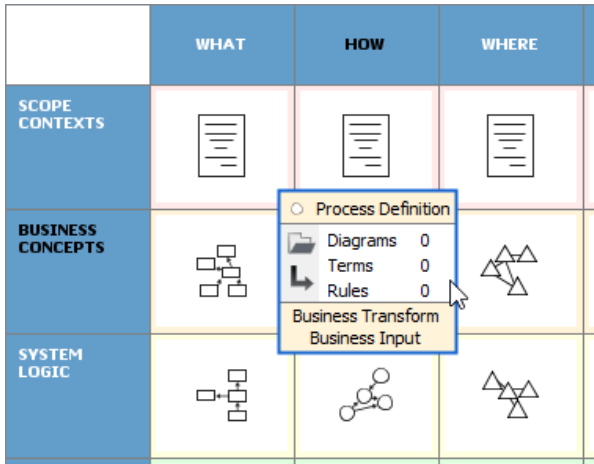 WHAT
HOW
WHERE
SCOPE
CONTEXTS
BUSINESS
CONCEPTS
Process Definition
Diagrams 0
Terms 0
Rules 0
Business Transform
Business Input
SYSTEM
LOGIC